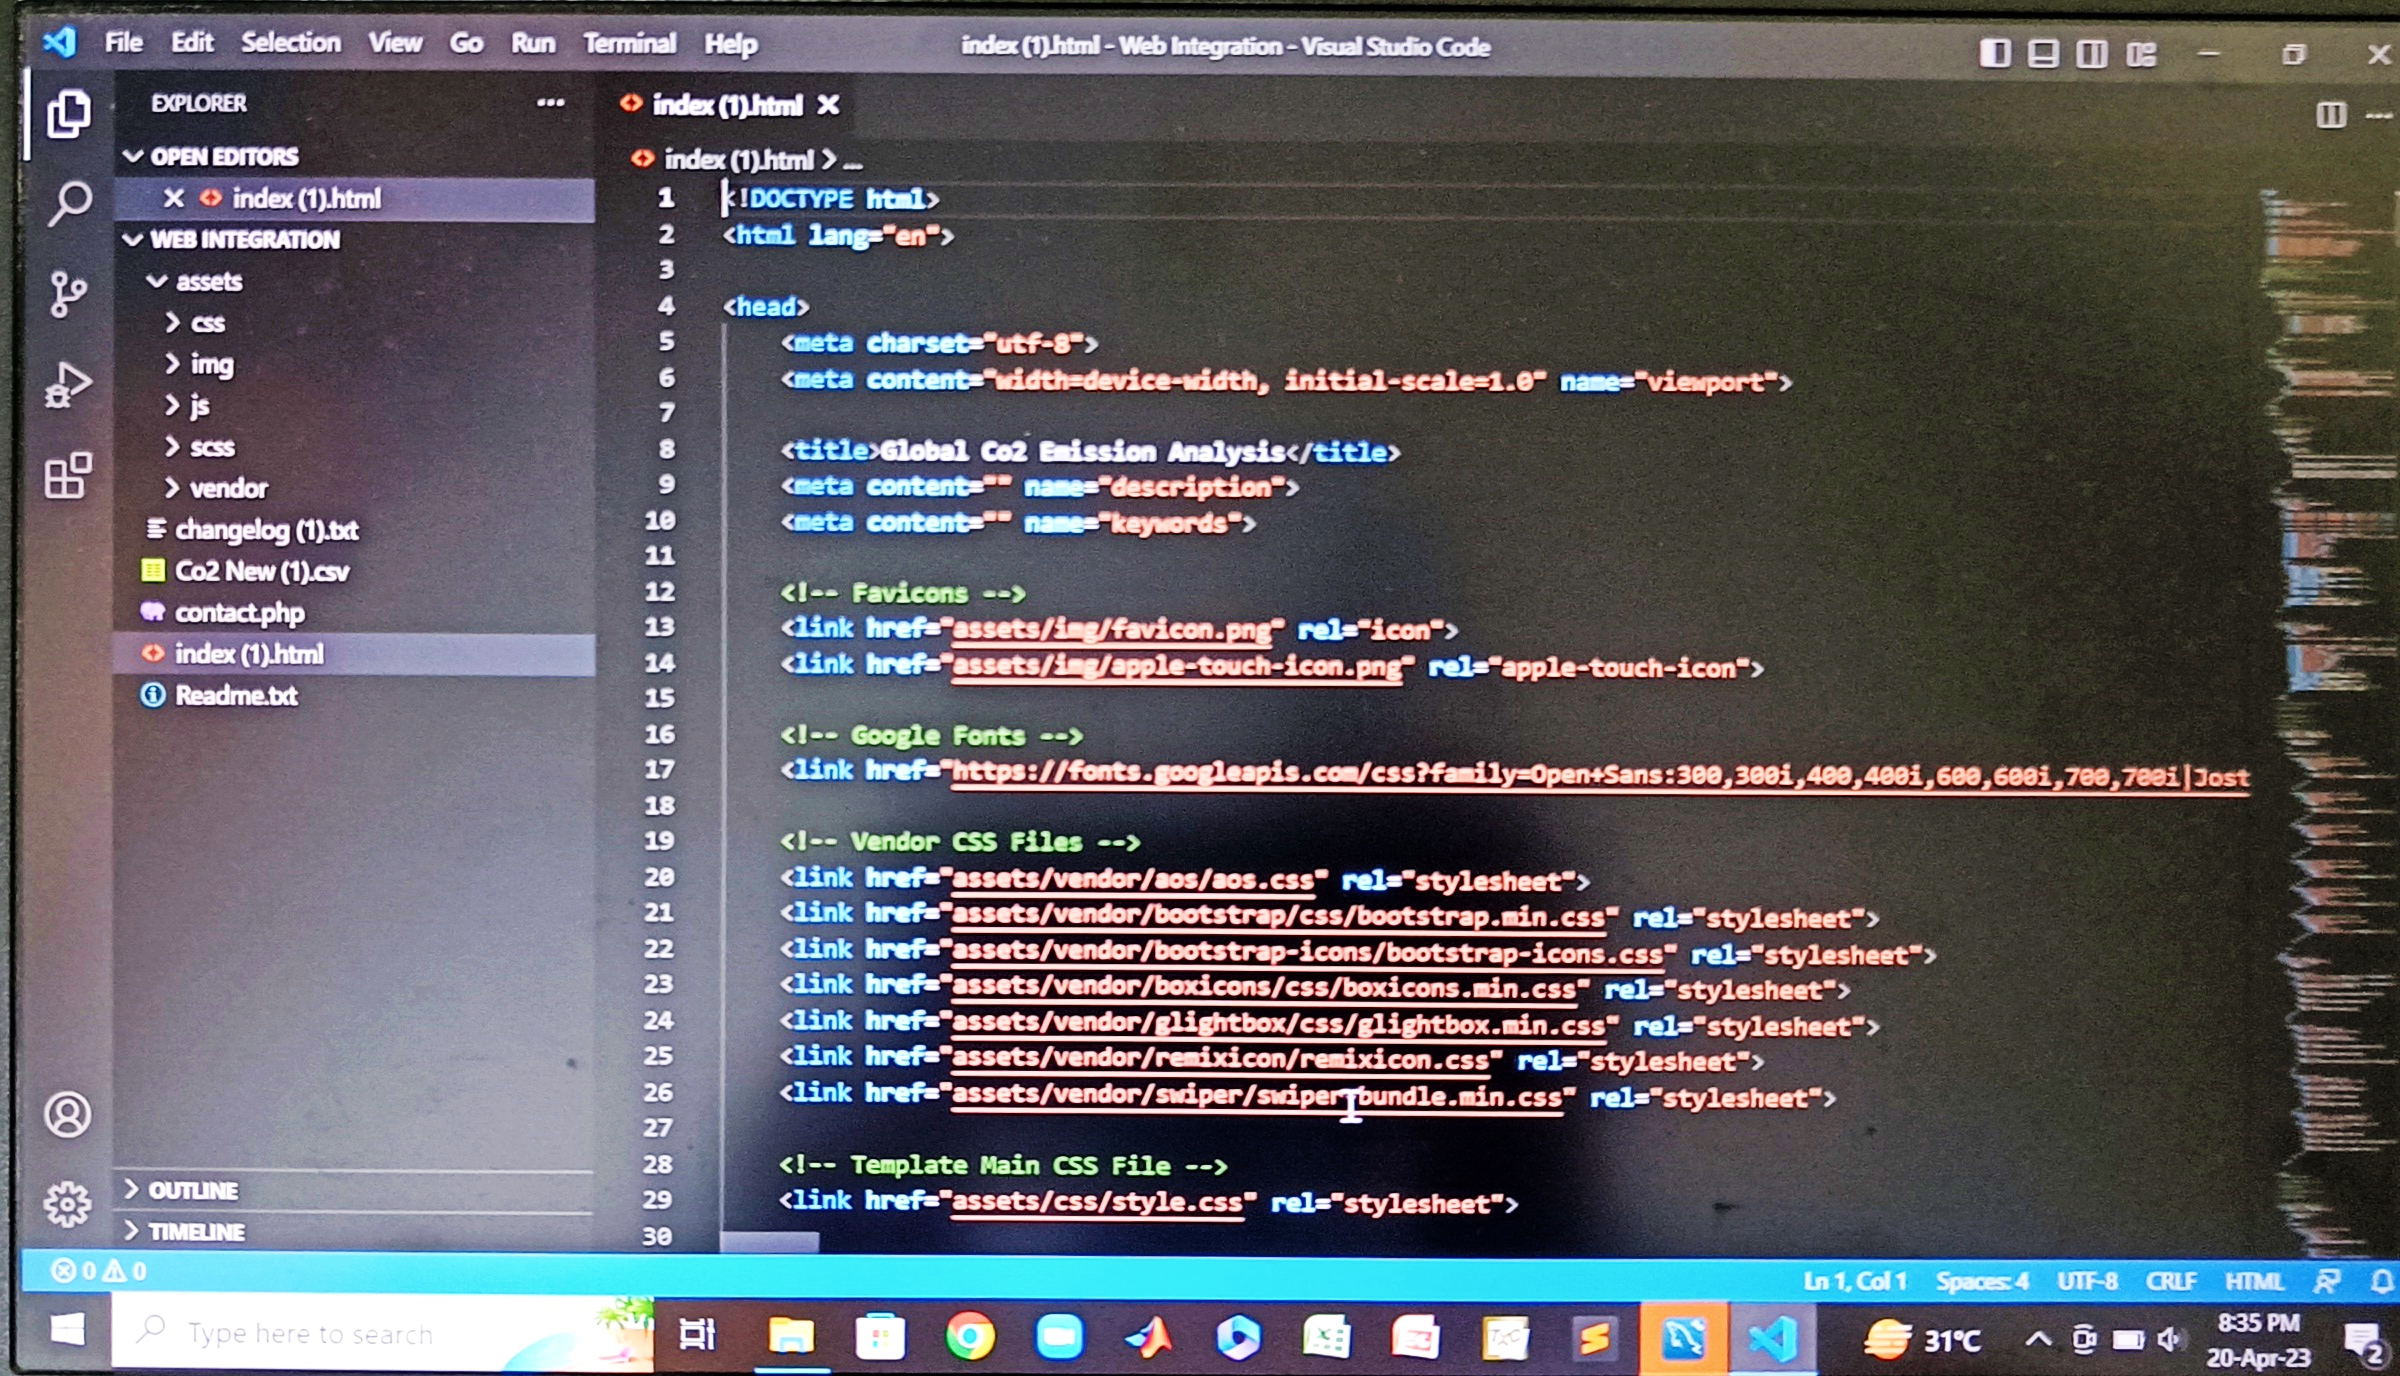 File Edit Selection View Go Run Terminal Help
index (1).html - Web Integration - Visual Studio Code
EXPLORER
OPEN EDITORS
index (1).html
WEB INTEGRATION
assets
css
img
js
scss
vendor
changelog (1).txt
Co2 New (1).csv
contact.php
index (1).html
Readme.txt
OUTLINE
TIMELINE
index (1).html
index (1).html > ...
1 <!DOCTYPE html>
2 <html lang="en">
3
4 <head>
5 <meta charset="utf-8">
6 <meta content="width=device-width, initial-scale=1.0" name="viewport">
7
8 <title>Global Co2 Emission Analysis</title>
9 <meta content="" name="description">
10 <meta content="" name="keywords">
11
12 <!-- Favicons -->
13 <link href="assets/img/favicon.png" rel="icon">
14 <link href="assets/img/apple-touch-icon.png" rel="apple-touch-icon">
15
16 <!-- Google Fonts -->
17 <link href="https://fonts.googleapis.com/css?family=Open+Sans:300,300i,400,400i,600,600i,700,700i|Jost
18
19 <!-- Vendor CSS Files -->
20 <link href="assets/vendor/aos/aos.css" rel="stylesheet">
21 <link href="assets/vendor/bootstrap/css/bootstrap.min.css" rel="stylesheet">
22 <link href="assets/vendor/bootstrap-icons/bootstrap-icons.css" rel="stylesheet">
23 <link href="assets/vendor/boxicons/css/boxicons.min.css" rel="stylesheet">
24 <link href="assets/vendor/glightbox/css/glightbox.min.css" rel="stylesheet">
25 <link href="assets/vendor/remixicon/remixicon.css" rel="stylesheet">
26 <link href="assets/vendor/swiper/swiper-bundle.min.css" rel="stylesheet">
27
28 <!-- Template Main CSS File -->
29 <link href="assets/css/style.css" rel="stylesheet">
30
0 0
Ln 1, Col 1 Spaces: 4 UTF-8 CRLF HTML
Type here to search
31°C
8:35 PM
20-Apr-23
2